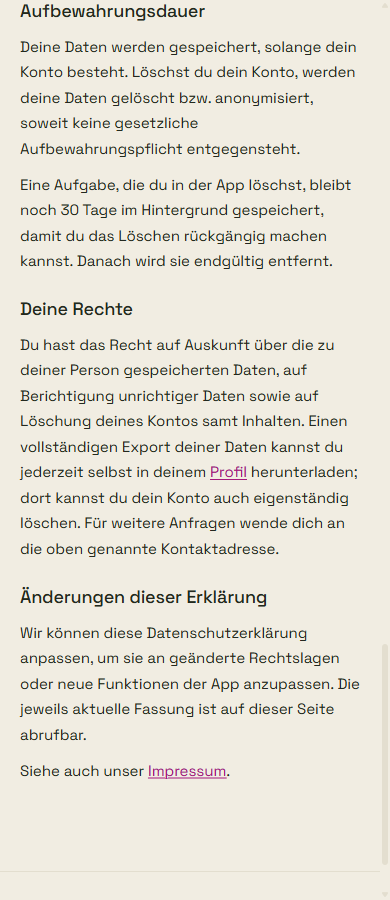 Aufbewahrungsdauer
Deine Daten werden gespeichert, solange dein
Konto besteht. Löschst du dein Konto, werden
deine Daten gelöscht bzw. anonymisiert,
soweit keine gesetzliche
Aufbewahrungspflicht entgegensteht.
Eine Aufgabe, die du in der App löschst, bleibt
noch 30 Tage im Hintergrund gespeichert,
damit du das Löschen rückgängig machen
kannst. Danach wird sie endgültig entfernt.
Deine Rechte
Du hast das Recht auf Auskunft über die zu
deiner Person gespeicherten Daten, auf
Berichtigung unrichtiger Daten sowie auf
Löschung deines Kontos samt Inhalten. Einen
vollständigen Export deiner Daten kannst du
jederzeit selbst in deinem Profil herunterladen;
dort kannst du dein Konto auch eigenständig
löschen. Für weitere Anfragen wende dich an
die oben genannte Kontaktadresse.
Änderungen dieser Erklärung
Wir können diese Datenschutzerklärung
anpassen, um sie an geänderte Rechtslagen
oder neue Funktionen der App anzupassen. Die
jeweils aktuelle Fassung ist auf dieser Seite
abrufbar.
Siehe auch unser Impressum.